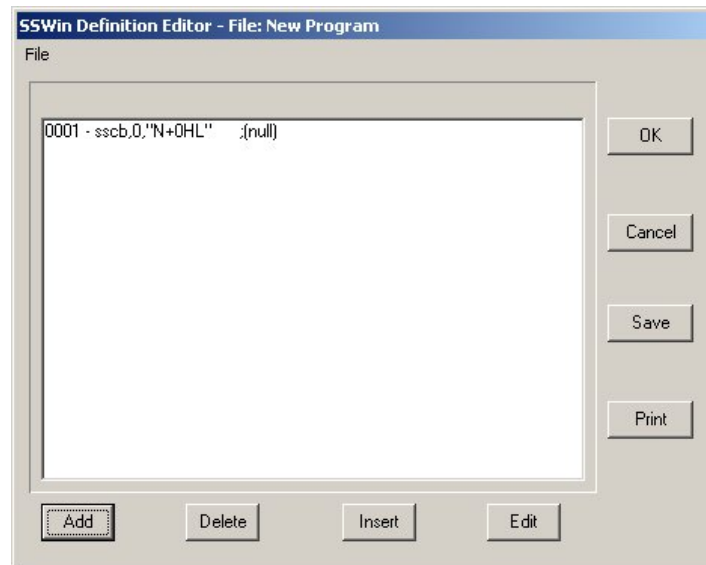 SSWin Definition Editor - File: New Program
File
0001 - sscb,0,"N+0HL" ;(null)
OK
Cancel
Save
Print
Add Delete Insert Edit